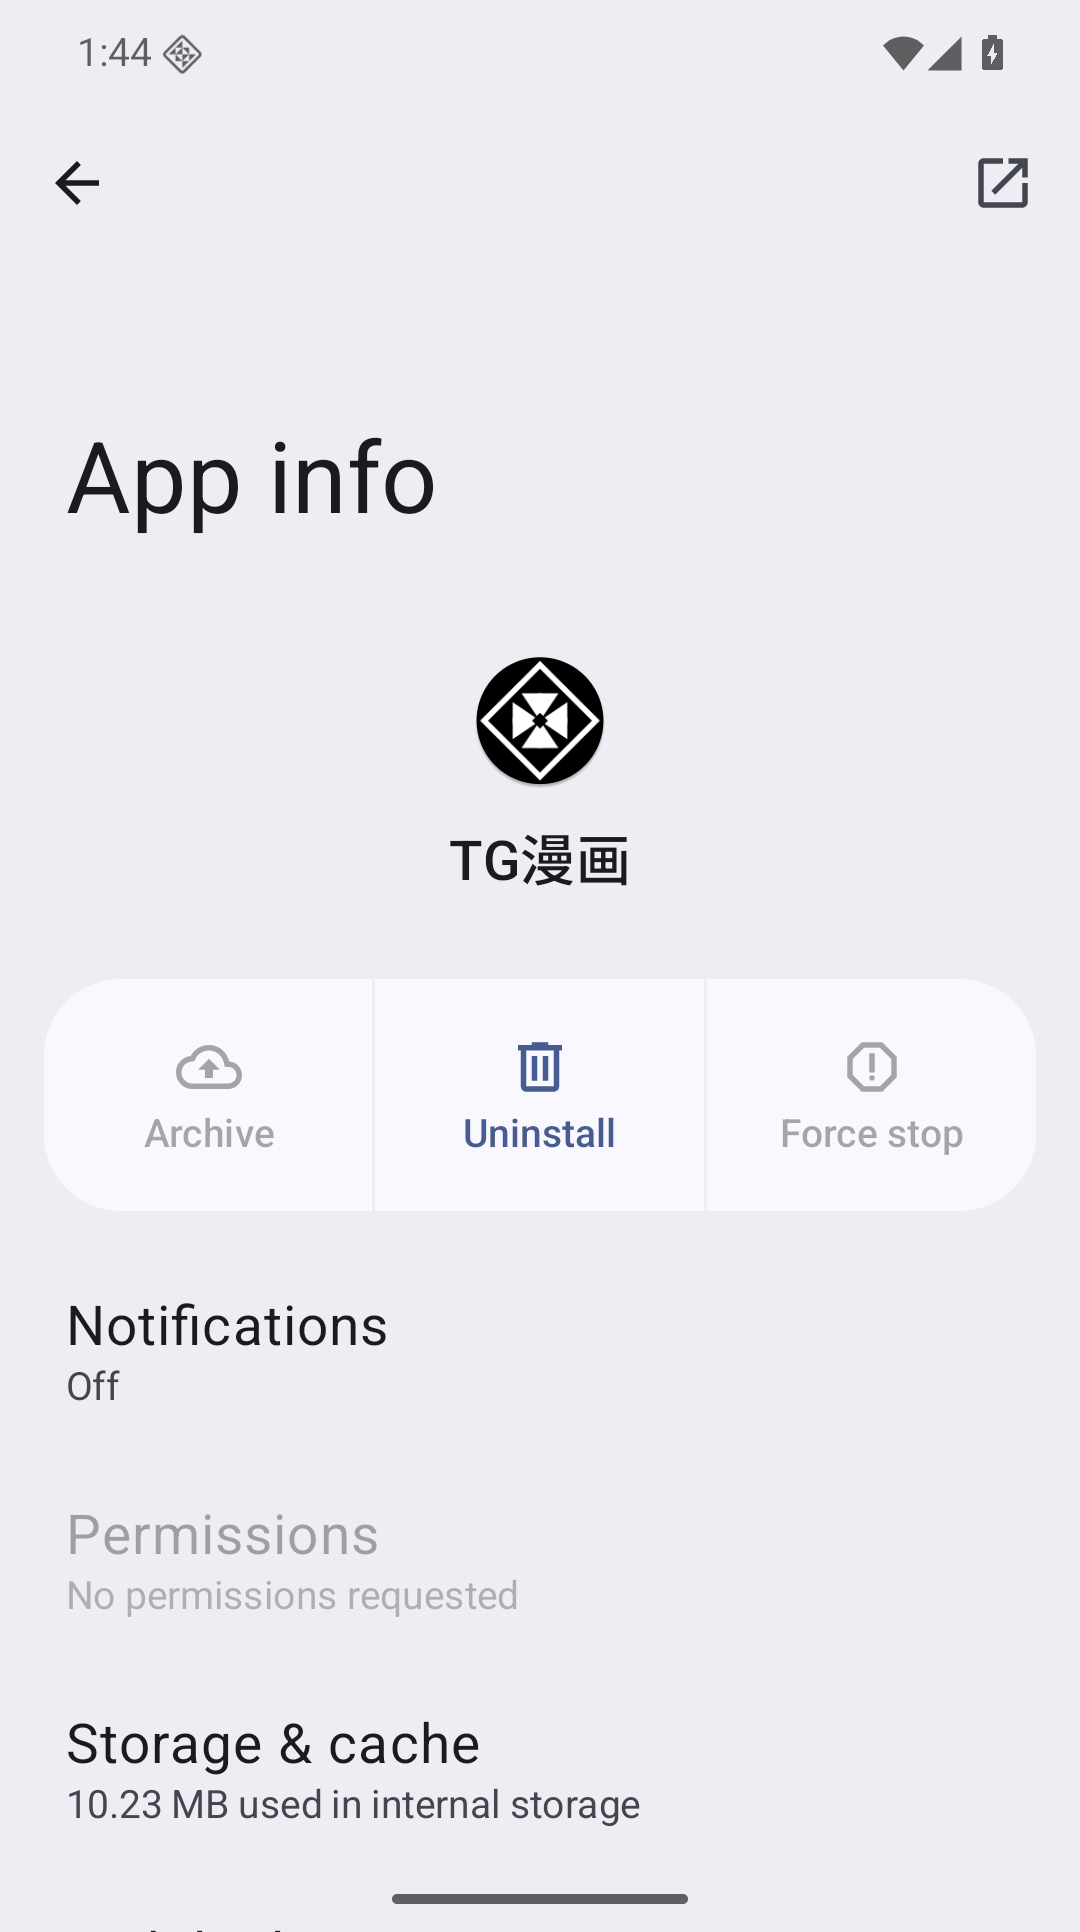 1:44
App info
TG漫画
Archive
Uninstall
Force stop
Notifications
Off
Permissions
No permissions requested
Storage & cache
10.23 MB used in internal storage